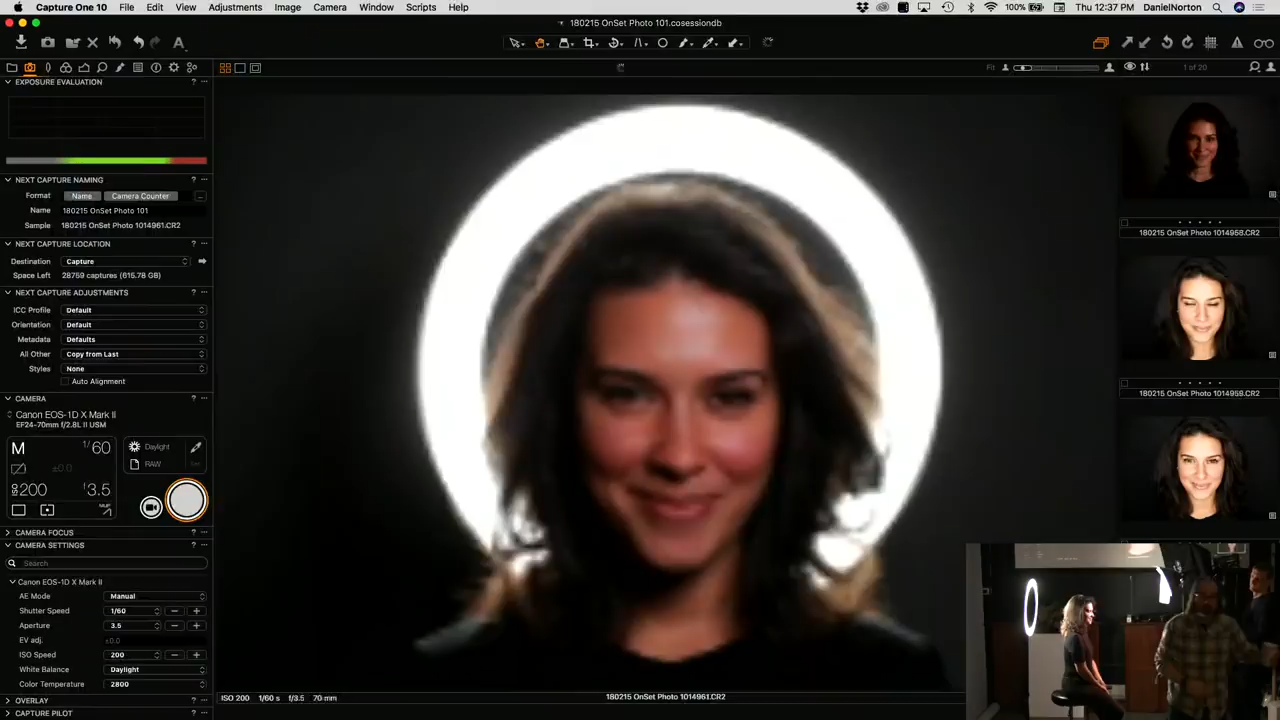 Capture One 10 File Edit View Adjustments Image Camera Window Scripts Help 100% Thu 12:37 PM DanielNorton
180215 OnSet Photo 101.cosessiondb
Fit 1 of 20
EXPOSURE EVALUATION ? ...
NEXT CAPTURE NAMING ? ...
Format Name Camera Counter ...
Name 180215 OnSet Photo 101
Sample 180215 OnSet Photo 1014961.CR2
NEXT CAPTURE LOCATION ? ...
Destination Capture
Space Left 28759 captures (615.78 GB)
NEXT CAPTURE ADJUSTMENTS ? ...
ICC Profile Default
Orientation Default
Metadata Defaults
All Other Copy from Last
Styles None
Auto Alignment
CAMERA ? ...
Canon EOS-1D X Mark II
EF24-70mm f/2.8L II USM
M 1/60 Daylight
±0.0 RAW
ISO 200 f3.5
CAMERA FOCUS ? ...
CAMERA SETTINGS ? ...
Search
Canon EOS-1D X Mark II
AE Mode Manual
Shutter Speed 1/60
Aperture 3.5
EV adj. ±0.0
ISO Speed 200
White Balance Daylight
Color Temperature 2800
OVERLAY ? ...
CAPTURE PILOT ? ...
ISO 200 1/60 s f/3.5 70 mm 180215 OnSet Photo 1014961.CR2
180215 OnSet Photo 1014958.CR2
180215 OnSet Photo 1014959.CR2